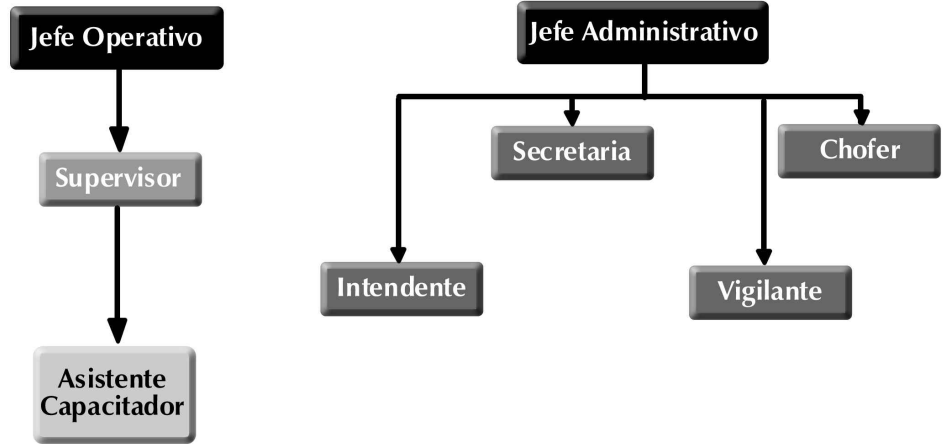 Jefe Operativo
Supervisor
Asistente
Capacitador
Jefe Administrativo
Secretaria
Chofer
Intendente
Vigilante